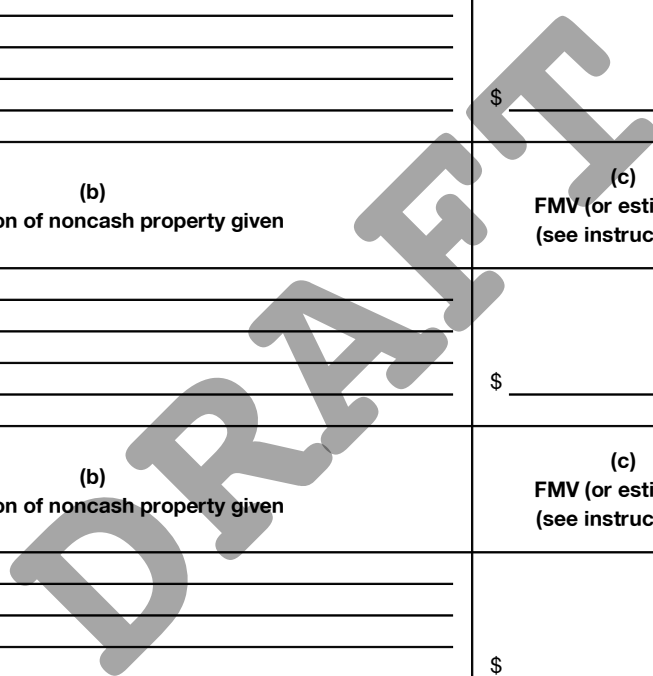 $
(b)
on of noncash property given
(c)
FMV (or esti
(see instruc
$
(b)
on of noncash property given
(c)
FMV (or esti
(see instruc
$
DRAFT